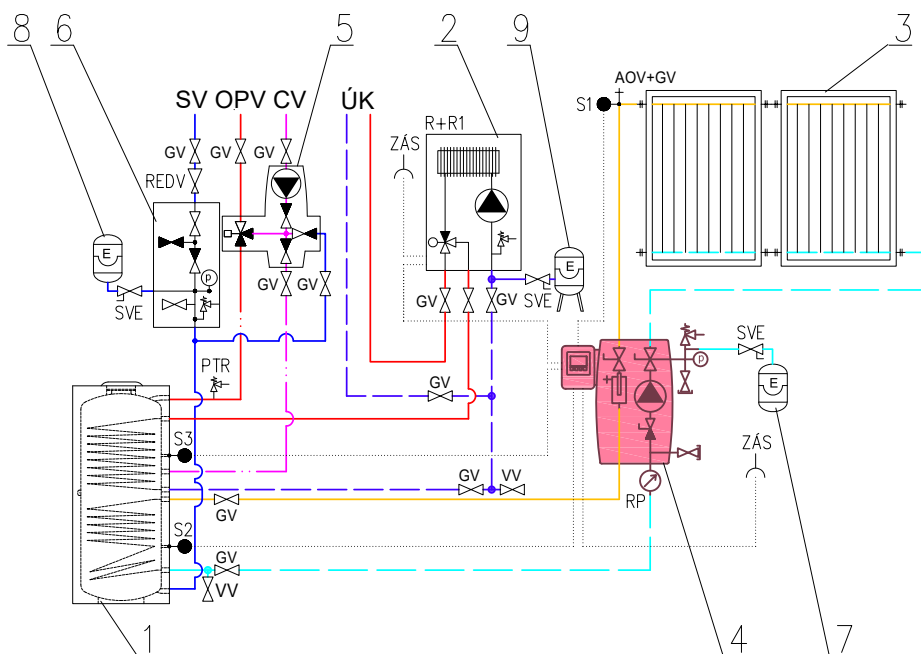 8 6 5 2 9 3
AOV+GV
SV OPV CV ÚK
S1
R+R1
ZÁS
GV GV GV
REDV
E
E
p
GV GV
GV GV
SVE
SVE
SVE
p
PTR
GV
E
S3
ZÁS
GV VV
GV
RP
S2
GV
VV
1 4 7